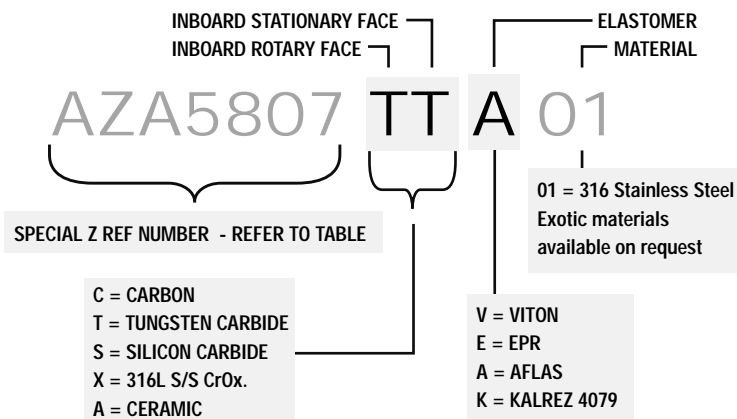 INBOARD STATIONARY FACE
INBOARD ROTARY FACE
ELASTOMER
MATERIAL
AZA5807 TT A 01
SPECIAL Z REF NUMBER - REFER TO TABLE
01 = 316 Stainless Steel
Exotic materials
available on request
C = CARBON
T = TUNGSTEN CARBIDE
S = SILICON CARBIDE
X = 316L S/S CrOx.
A = CERAMIC
V = VITON
E = EPR
A = AFLAS
K = KALREZ 4079